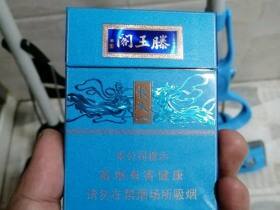 滕王閣
本公司提示
吸烟有害健康
请勿在禁烟场所吸烟